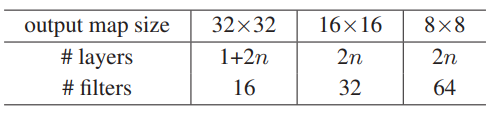 output map size 32×32 16×16 8×8
# layers 1+2n 2n 2n
# filters 16 32 64